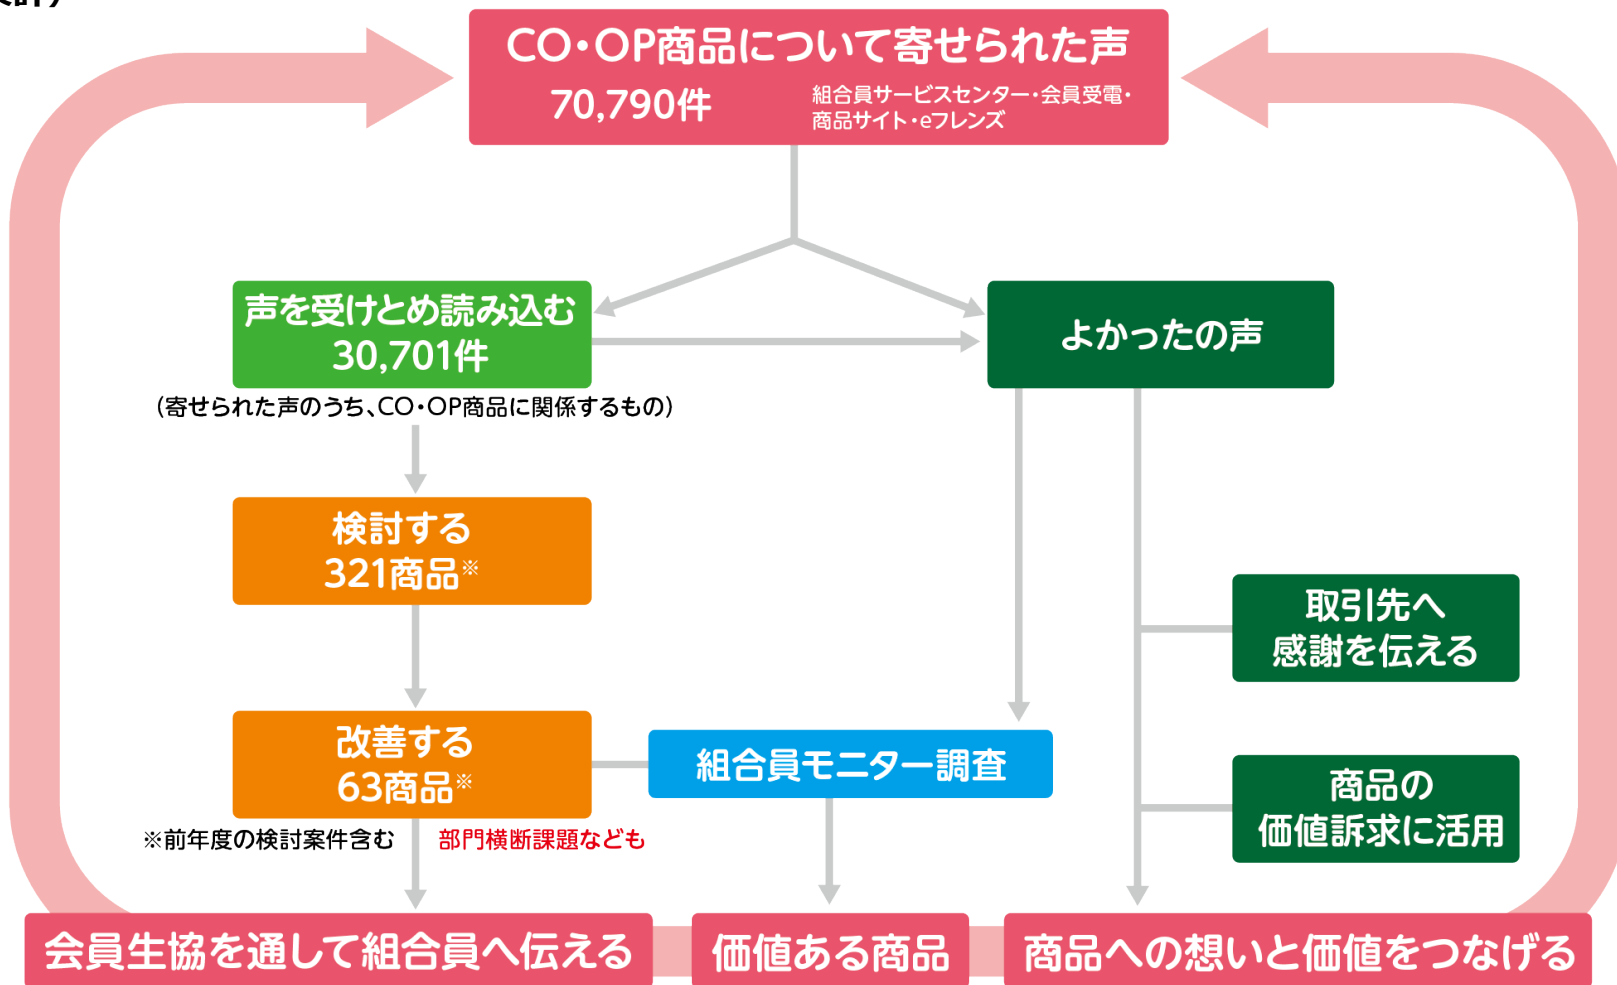 CO・OP商品について寄せられた声
70,790件
組合員サービスセンター・会員受電・
商品サイト・eフレンズ
声を受けとめ読み込む
30,701件
(寄せられた声のうち、CO・OP商品に関係するもの)
よかったの声
検討する
321商品※
取引先へ
感謝を伝える
改善する
63商品※
組合員モニター調査
商品の
価値訴求に活用
※前年度の検討案件含む
部門横断課題なども
会員生協を通して組合員へ伝える
価値ある商品
商品への想いと価値をつなげる